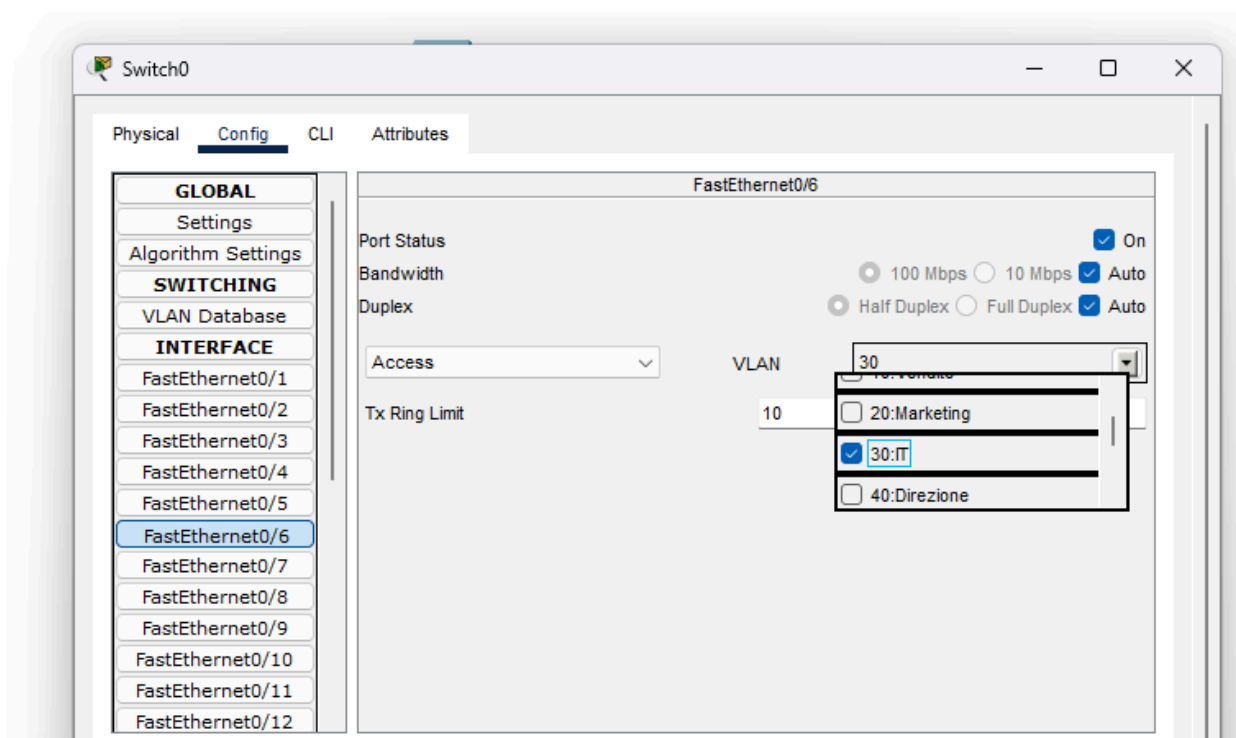 Switch0
Physical Config CLI Attributes
GLOBAL
Settings
Algorithm Settings
SWITCHING
VLAN Database
INTERFACE
FastEthernet0/1
FastEthernet0/2
FastEthernet0/3
FastEthernet0/4
FastEthernet0/5
FastEthernet0/6
FastEthernet0/7
FastEthernet0/8
FastEthernet0/9
FastEthernet0/10
FastEthernet0/11
FastEthernet0/12
FastEthernet0/6
Port Status On
Bandwidth 100 Mbps 10 Mbps Auto
Duplex Half Duplex Full Duplex Auto
Access VLAN 30
Tx Ring Limit 10
20:Marketing
30:IT
40:Direzione